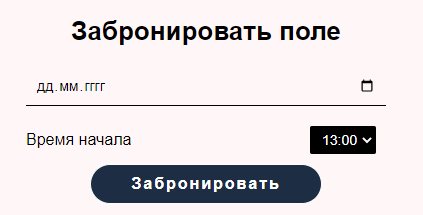 Забронировать поле
дд.мм.гггг
Время начала
13:00
Забронировать